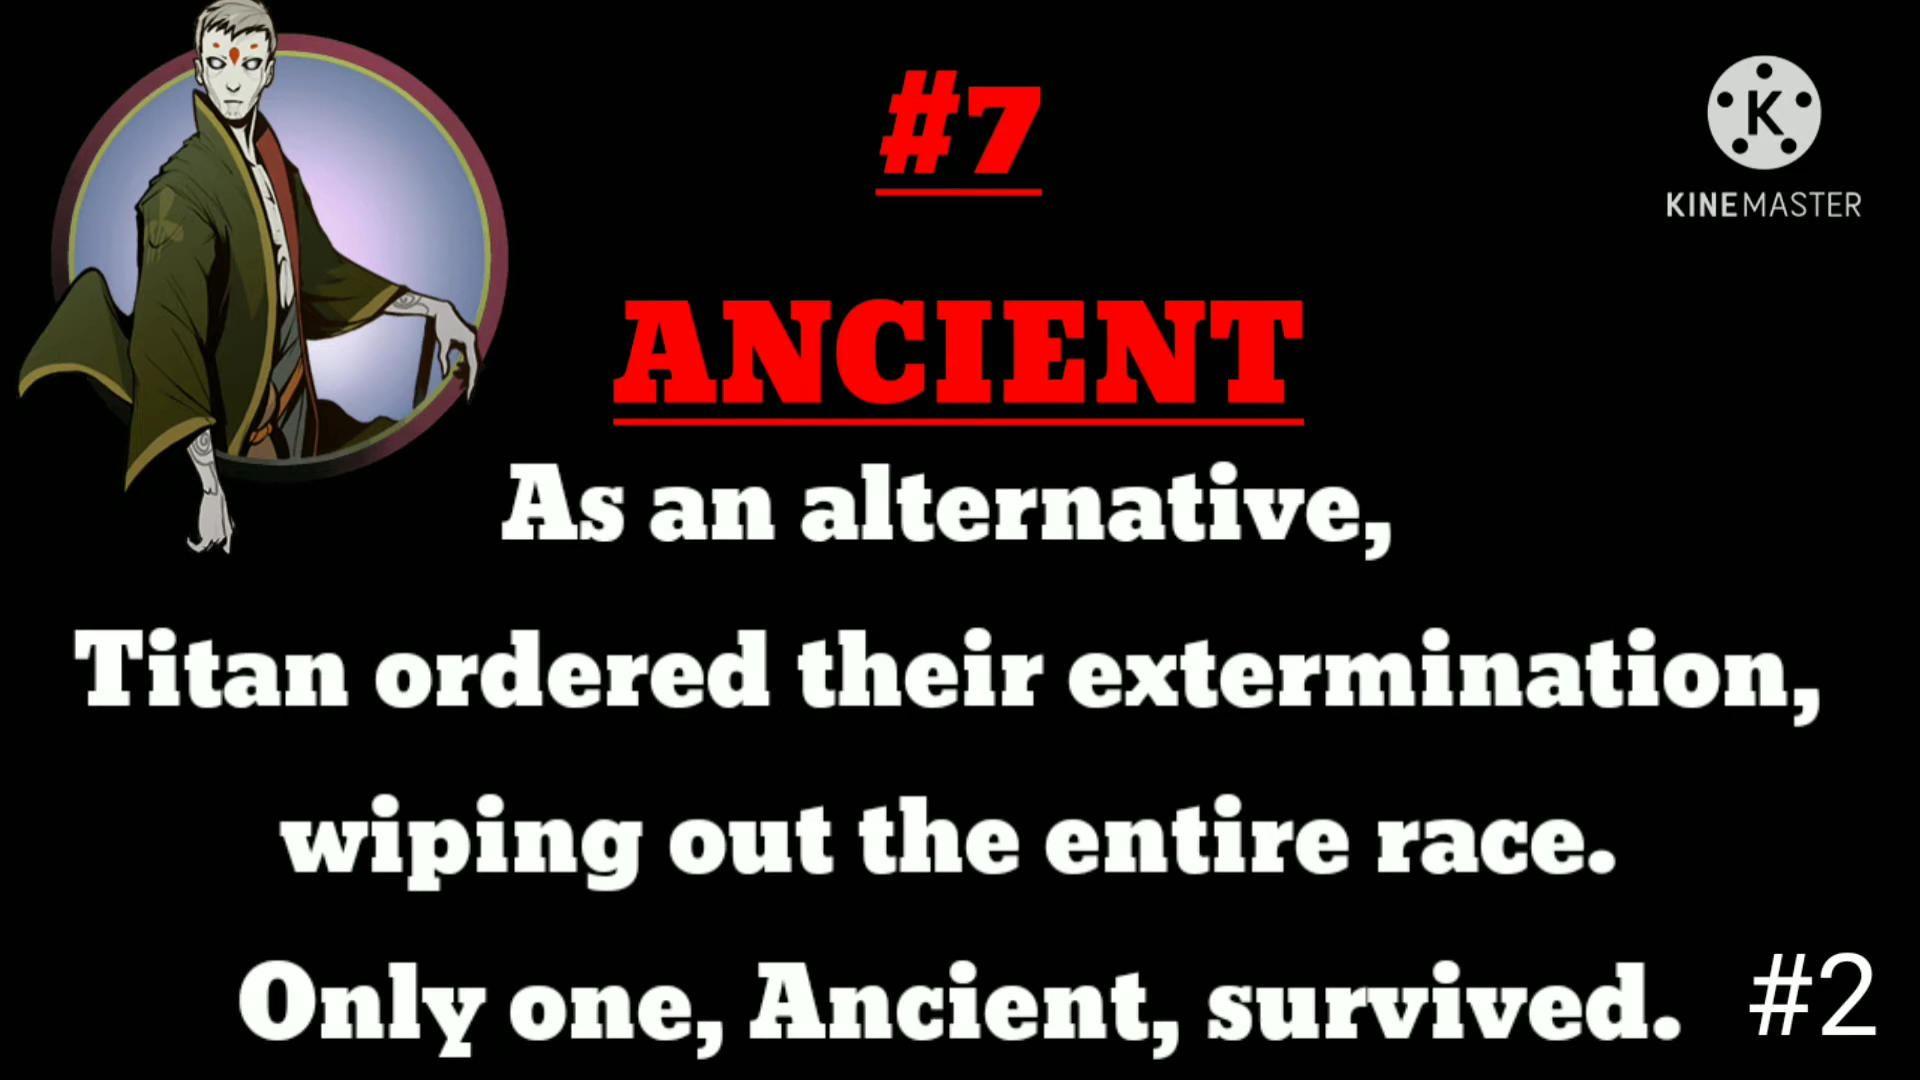 #7
K
KINEMASTER
ANCIENT
As an alternative,
Titan ordered their extermination,
wiping out the entire race.
Only one, Ancient, survived.
#2